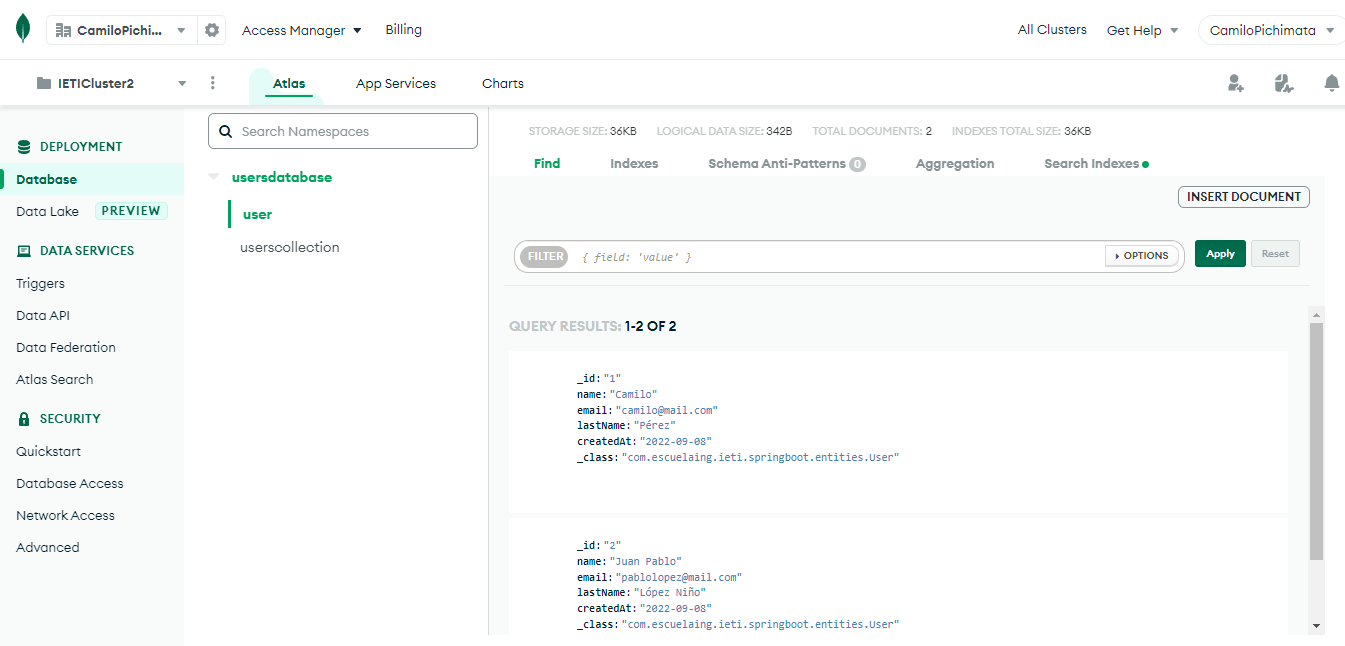 CamiloPichi...
Access Manager
Billing
All Clusters
Get Help
CamiloPichimata
IETICluster2
Atlas
App Services
Charts
DEPLOYMENT
Database
Data Lake PREVIEW
DATA SERVICES
Triggers
Data API
Data Federation
Atlas Search
SECURITY
Quickstart
Database Access
Network Access
Advanced
Search Namespaces
usersdatabase
user
userscollection
STORAGE SIZE: 36KB LOGICAL DATA SIZE: 342B TOTAL DOCUMENTS: 2 INDEXES TOTAL SIZE: 36KB
Find Indexes Schema Anti-Patterns 0 Aggregation Search Indexes
INSERT DOCUMENT
FILTER { field: 'value' } OPTIONS Apply Reset
QUERY RESULTS: 1-2 OF 2
_id: "1"
name: "Camilo"
email: "camilo@mail.com"
lastName: "Pérez"
createdAt: "2022-09-08"
_class: "com.escuelaing.ieti.springboot.entities.User"
_id: "2"
name: "Juan Pablo"
email: "pablolopez@mail.com"
lastName: "López Niño"
createdAt: "2022-09-08"
_class: "com.escuelaing.ieti.springboot.entities.User"